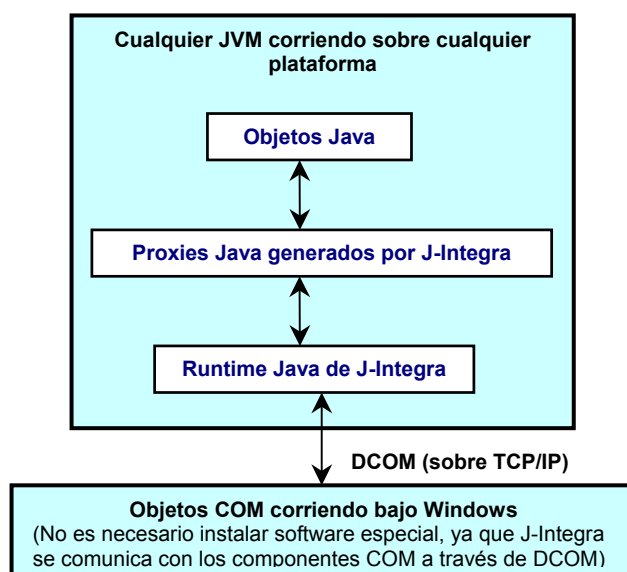 Cualquier JVM corriendo sobre cualquier
plataforma
Objetos Java
Proxies Java generados por J-Integra
Runtime Java de J-Integra
DCOM (sobre TCP/IP)
Objetos COM corriendo bajo Windows
(No es necesario instalar software especial, ya que J-Integra
se comunica con los componentes COM a través de DCOM)